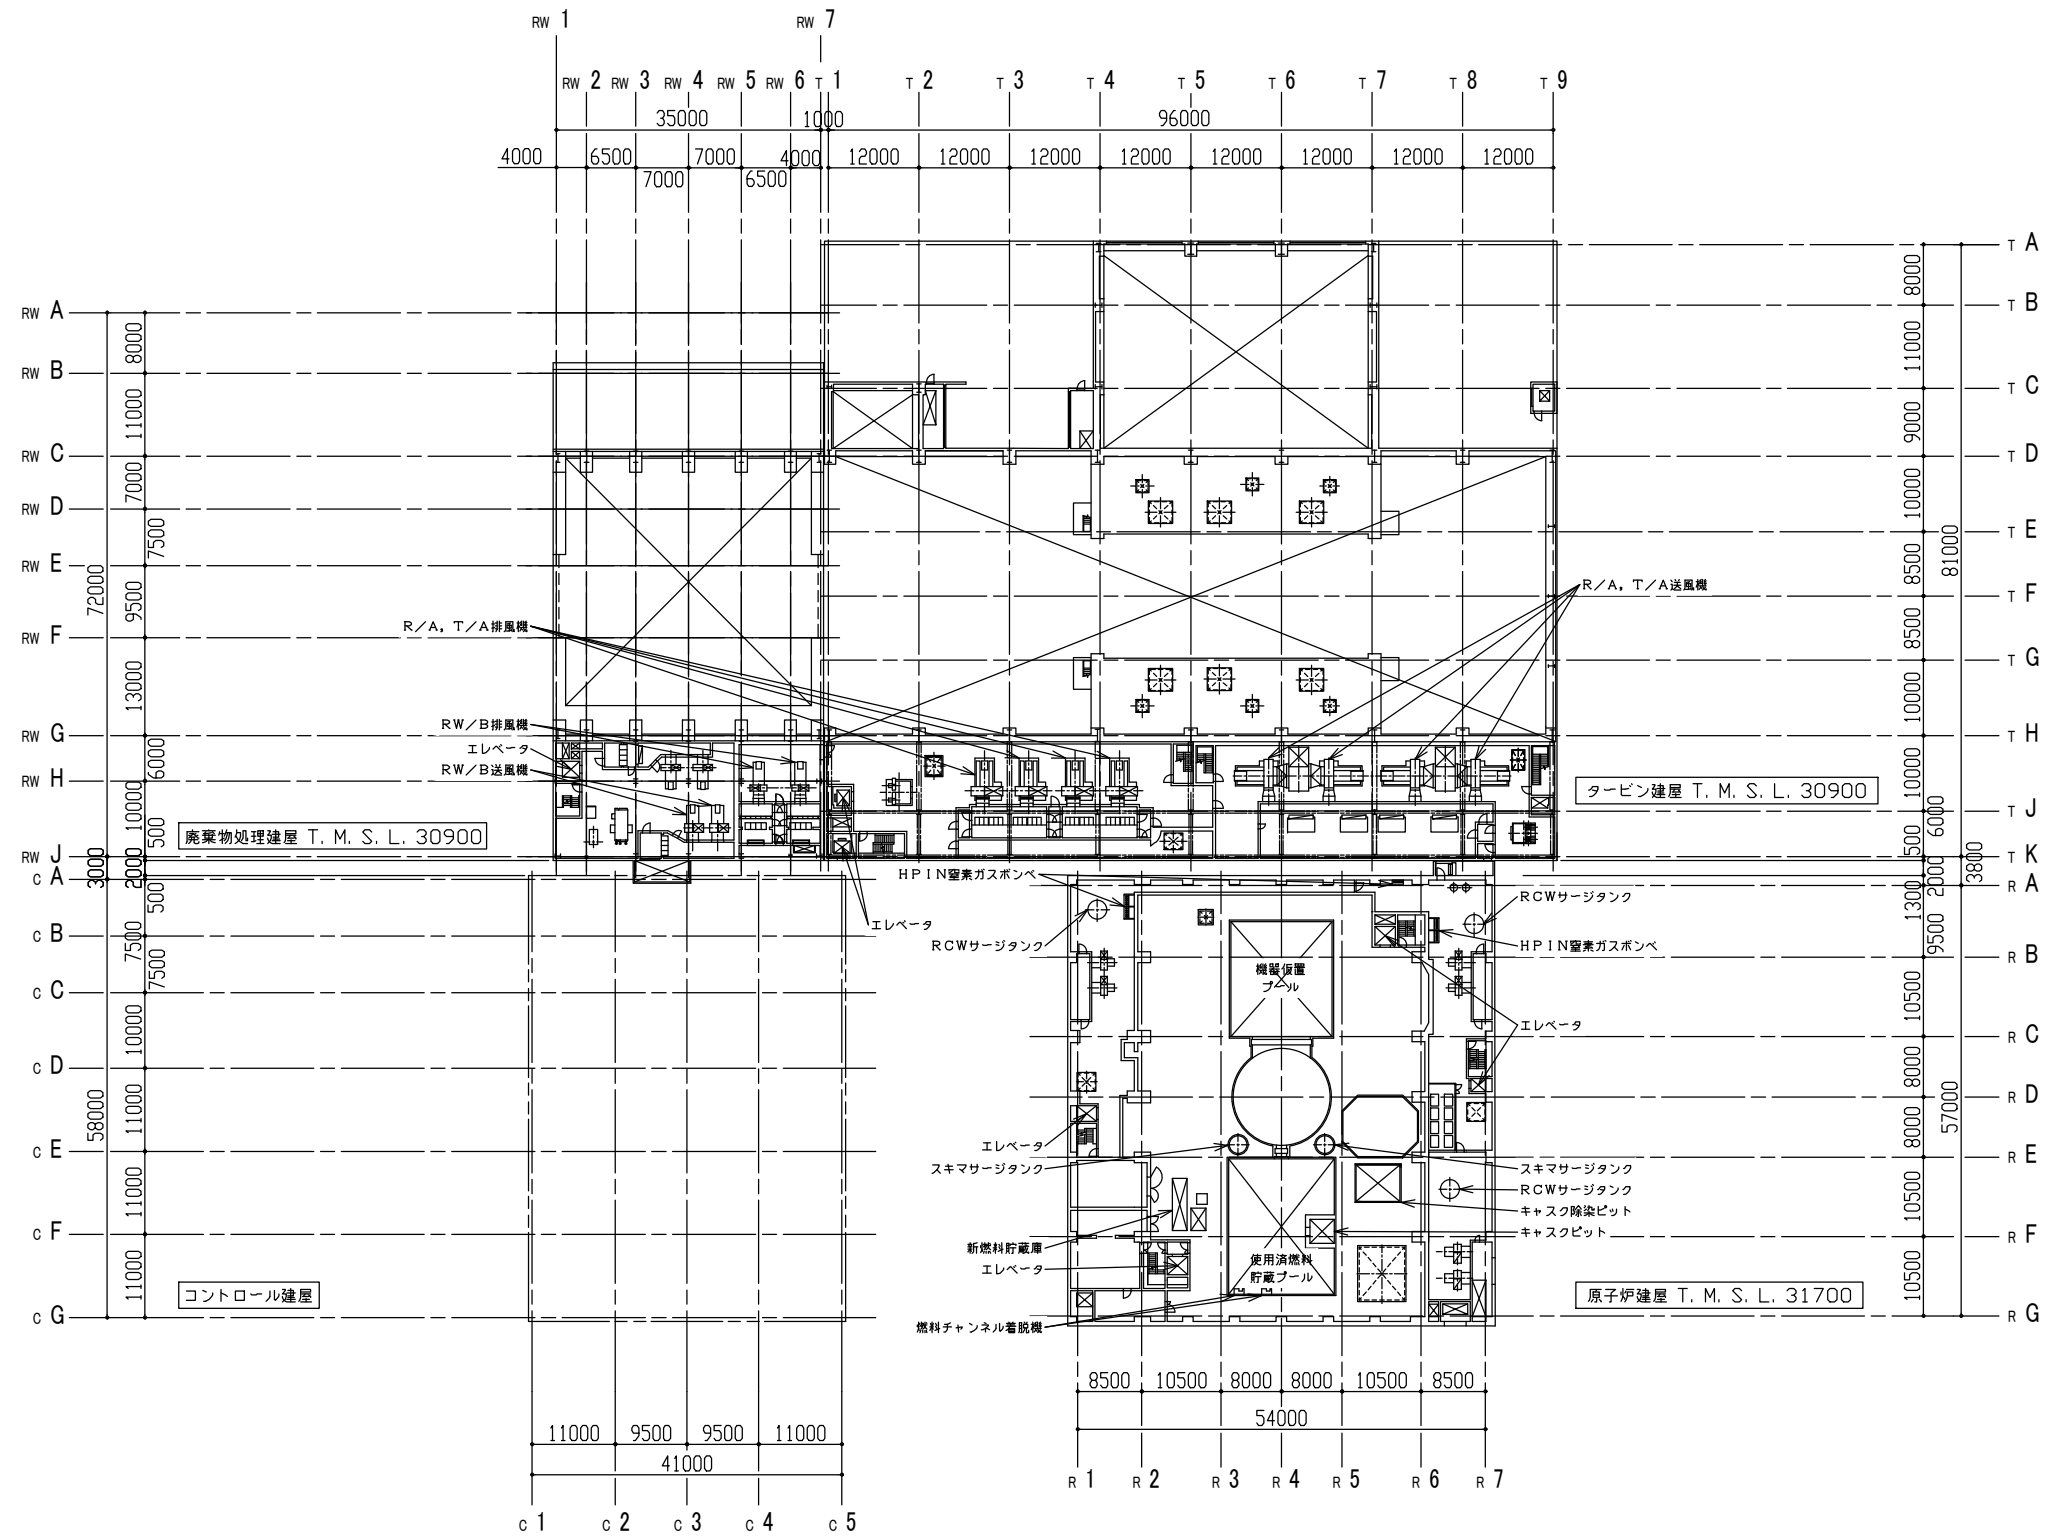 RW 1
RW 7
RW 2
RW 3
RW 4
RW 5
RW 6
T 1
T 2
T 3
T 4
T 5
T 6
T 7
T 8
T 9
35000
1000
96000
4000
6500
7000
7000
6500
4000
12000
12000
12000
12000
12000
12000
12000
12000
RW A
RW B
RW C
RW D
RW E
RW F
RW G
RW H
RW J
C A
C B
C C
C D
C E
C F
C G
8000
11000
7000
7500
9500
13000
6000
10000
500
2000
72000
3000
500
7500
7500
10000
11000
11000
11000
58000
T A
T B
T C
T D
T E
T F
T G
T H
T J
T K
R A
R B
R C
R D
R E
R F
R G
8000
11000
9000
10000
8500
8500
10000
10000
6000
500
2000
1300
81000
3800
9500
10500
8000
8000
10500
10500
57000
R/A, T/A送風機
R/A, T/A排風機
RW/B排風機
エレベータ
RW/B送風機
廃棄物処理建屋 T. M. S. L. 30900
タービン建屋 T. M. S. L. 30900
HPIN窒素ガスボンベ
エレベータ
RCWサージタンク
RCWサージタンク
HPIN窒素ガスボンベ
機器仮置
プール
エレベータ
エレベータ
スキマサージタンク
スキマサージタンク
RCWサージタンク
キャスク除染ピット
キャスクピット
新燃料貯蔵庫
エレベータ
使用済燃料
貯蔵プール
燃料チャンネル着脱機
コントロール建屋
原子炉建屋 T. M. S. L. 31700
8500
10500
8000
8000
10500
8500
54000
11000
9500
9500
11000
41000
R 1
R 2
R 3
R 4
R 5
R 6
R 7
C 1
C 2
C 3
C 4
C 5